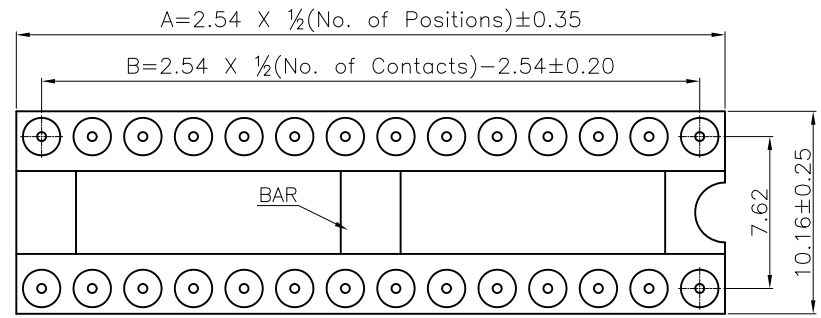 A=2.54 X ½(No. of Positions)±0.35
B=2.54 X ½(No. of Contacts)−2.54±0.20
BAR
7.62
10.16±0.25